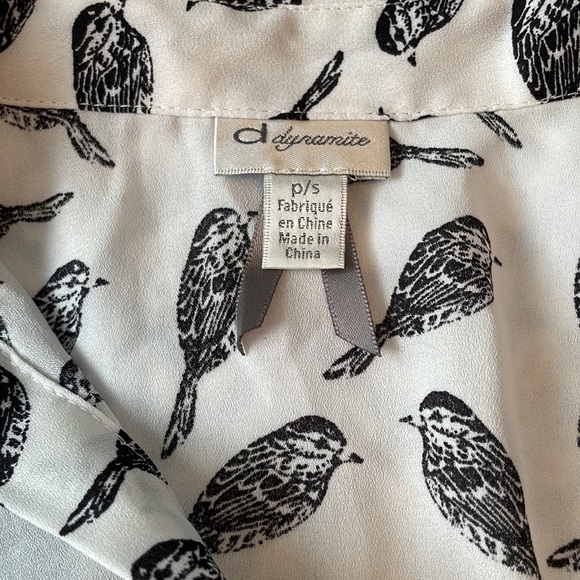 d dynamite
p/s
Fabriqué
en Chine
Made in
China